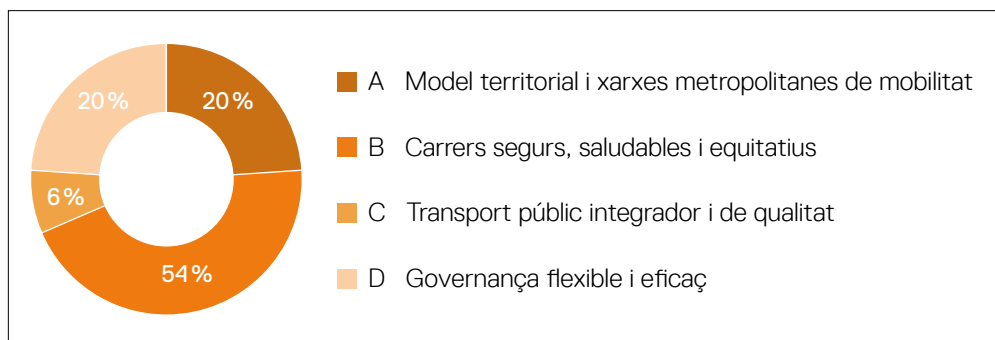 20 %
20 %
6 %
54 %
A Model territorial i xarxes metropolitanes de mobilitat
B Carrers segurs, saludables i equitatius
C Transport públic integrador i de qualitat
D Governança flexible i eficaç